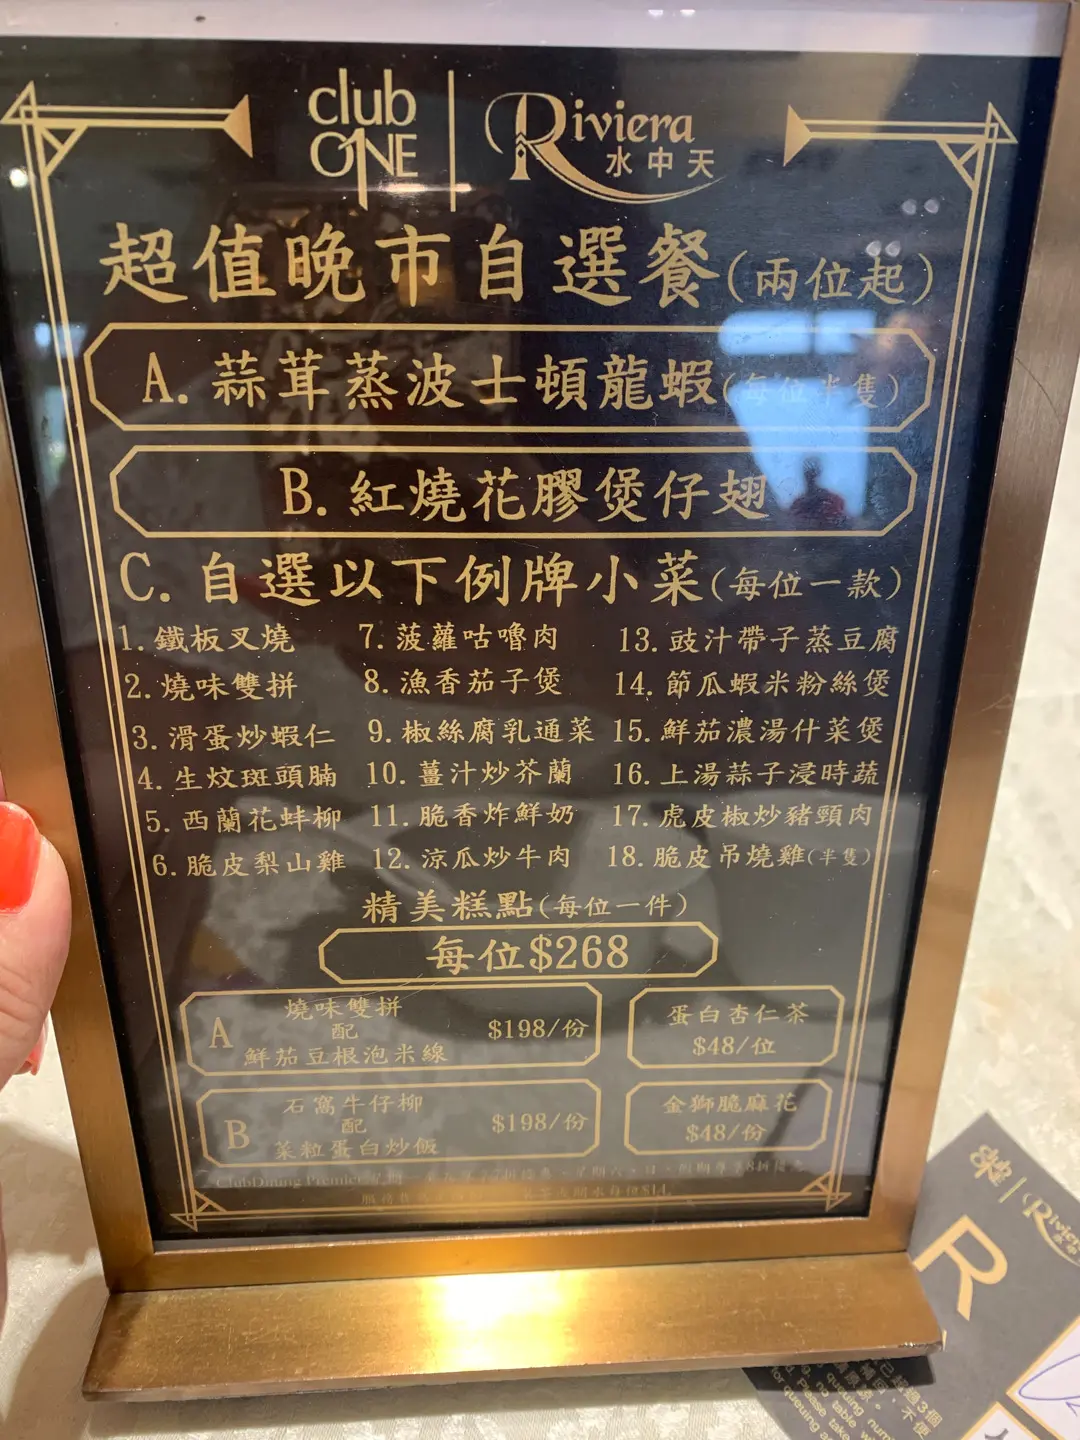 club
ONE
Riviera
水中天
超值晚市自選餐(兩位起)
A. 蒜茸蒸波士頓龍蝦(每位半隻)
B. 紅燒花膠煲仔翅
C. 自選以下例牌小菜(每位一款)
1. 鐵板叉燒
2. 燒味雙拼
3. 滑蛋炒蝦仁
4. 生炆斑頭腩
5. 西蘭花蚌柳
6. 脆皮梨山雞
7. 菠蘿咕嚕肉
8. 漁香茄子煲
9. 椒絲腐乳通菜
10. 薑汁炒芥蘭
11. 脆香炸鮮奶
12. 涼瓜炒牛肉
13. 豉汁帶子蒸豆腐
14. 節瓜蝦米粉絲煲
15. 鮮茄濃湯什菜煲
16. 上湯蒜子浸時蔬
17. 虎皮椒炒豬頸肉
18. 脆皮吊燒雞(半隻)
精美糕點(每位一件)
每位$268
A
燒味雙拼
配
鮮茄豆根泡米線
$198/份
蛋白杏仁茶
$48/位
B
石窩牛仔柳
配
菜粒蛋白炒飯
$198/份
金獅脆麻花
$48/份
ClubDining Premier
Riviera
R